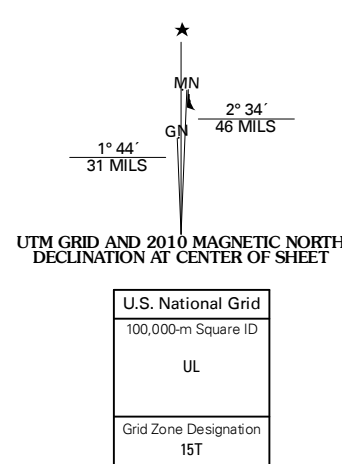 ★
MN
GN
2° 34´
46 MILS
1° 44´
31 MILS
UTM GRID AND 2010 MAGNETIC NORTH
DECLINATION AT CENTER OF SHEET
U.S. National Grid
100,000-m Square ID
UL
Grid Zone Designation
15T